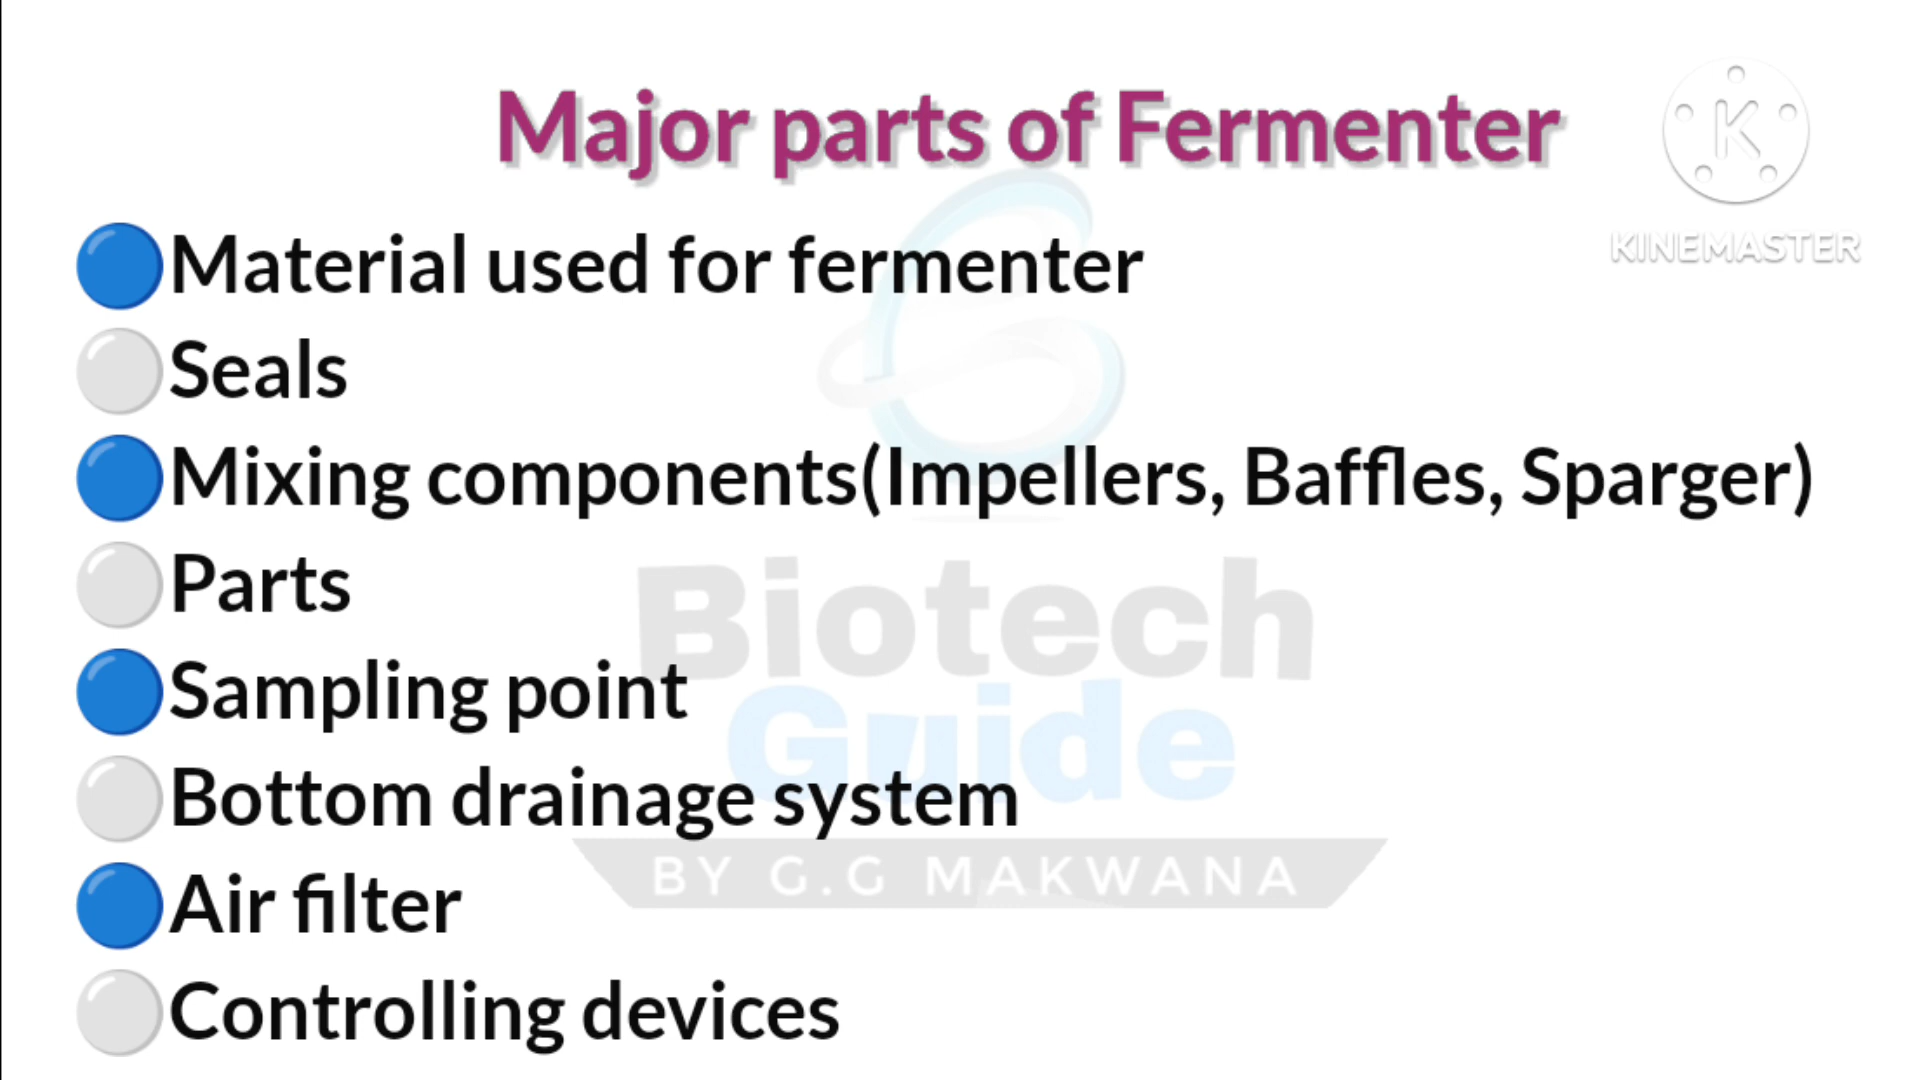 Major parts of Fermenter
K
KINEMASTER
🔵Material used for fermenter
⚪Seals
🔵Mixing components(Impellers, Baffles, Sparger)
⚪Parts
🔵Sampling point
⚪Bottom drainage system
🔵Air filter
⚪Controlling devices
Biotech
Guide
BY G.G MAKWANA